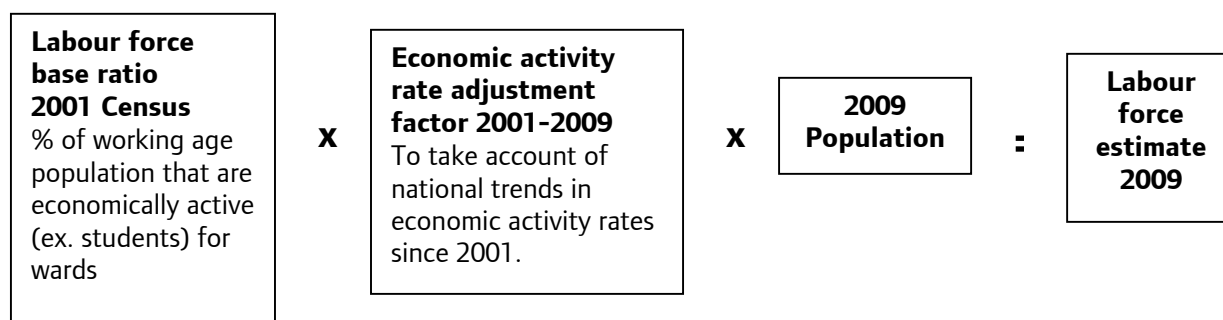 Labour force
base ratio
2001 Census
% of working age
population that are
economically active
(ex. students) for
wards
x
Economic activity
rate adjustment
factor 2001-2009
To take account of
national trends in
economic activity rates
since 2001.
x
2009
Population
=
Labour
force
estimate
2009